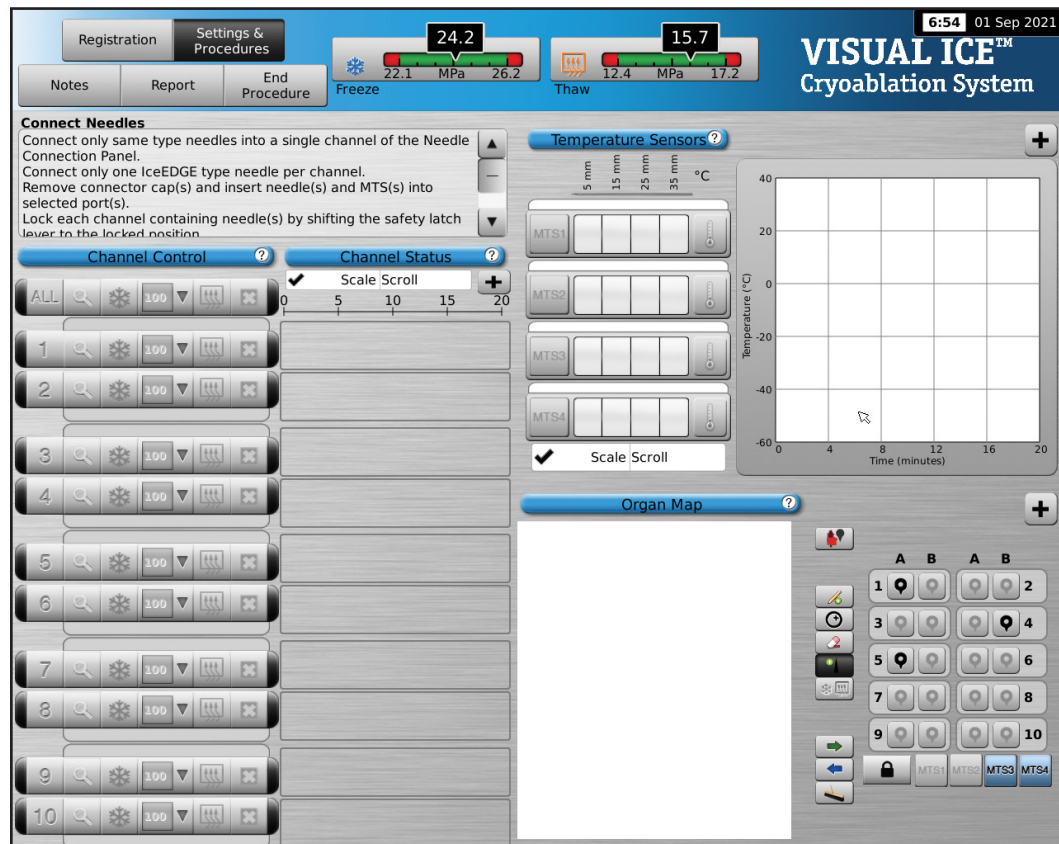 6:54 01 Sep 2021
Registration
Settings &
Procedures
Notes
Report
End
Procedure
24.2
22.1 MPa 26.2
Freeze
15.7
12.4 MPa 17.2
Thaw
VISUAL ICE™
Cryoablation System
Connect Needles
Connect only same type needles into a single channel of the Needle
Connection Panel.
Connect only one IceEDGE type needle per channel.
Remove connector cap(s) and insert needle(s) and MTS(s) into
selected port(s).
Lock each channel containing needle(s) by shifting the safety latch
lever to the locked position
Channel Control ?
Channel Status ?
Scale Scroll
0 5 10 15 20
ALL 100
1 100
2 100
3 100
4 100
5 100
6 100
7 100
8 100
9 100
10 100
Temperature Sensors ?
5 mm 15 mm 25 mm 35 mm °C
MTS1
MTS2
MTS3
MTS4
Scale Scroll
Temperature (°C)
40
20
0
-20
-40
-60
0 4 8 12 16 20
Time (minutes)
Organ Map ?
A B A B
1 2
3 4
5 6
7 8
9 10
MTS1 MTS2 MTS3 MTS4